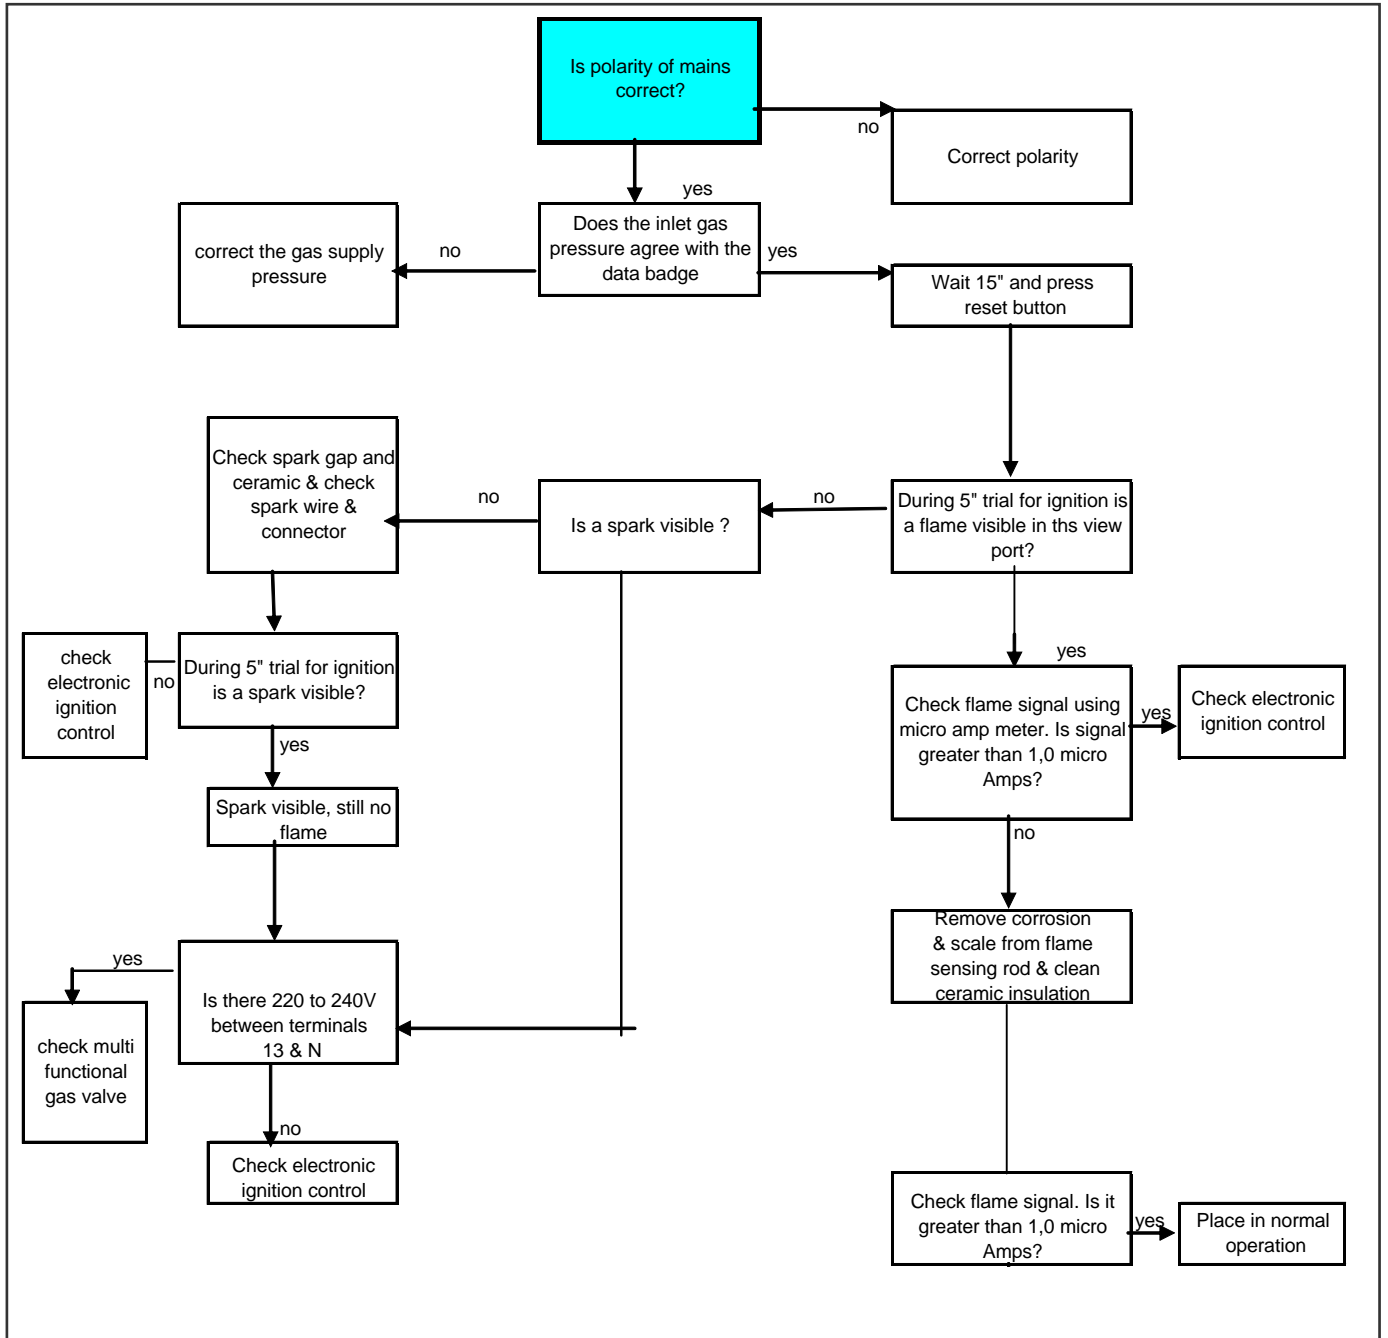 Is polarity of mains
correct?
no
Correct polarity
yes
Does the inlet gas
pressure agree with the
data badge
no
correct the gas supply
pressure
yes
Wait 15" and press
reset button
During 5" trial for ignition is
a flame visible in ths view
port?
no
Is a spark visible ?
no
Check spark gap and
ceramic & check
spark wire &
connector
During 5" trial for ignition
is a spark visible?
no
check
electronic
ignition
control
yes
Spark visible, still no
flame
Is there 220 to 240V
between terminals
13 & N
yes
check multi
functional
gas valve
no
Check electronic
ignition control
yes
Check flame signal using
micro amp meter. Is signal
greater than 1,0 micro
Amps?
yes
Check electronic
ignition control
no
Remove corrosion
& scale from flame
sensing rod & clean
ceramic insulation
Check flame signal. Is it
greater than 1,0 micro
Amps?
yes
Place in normal
operation